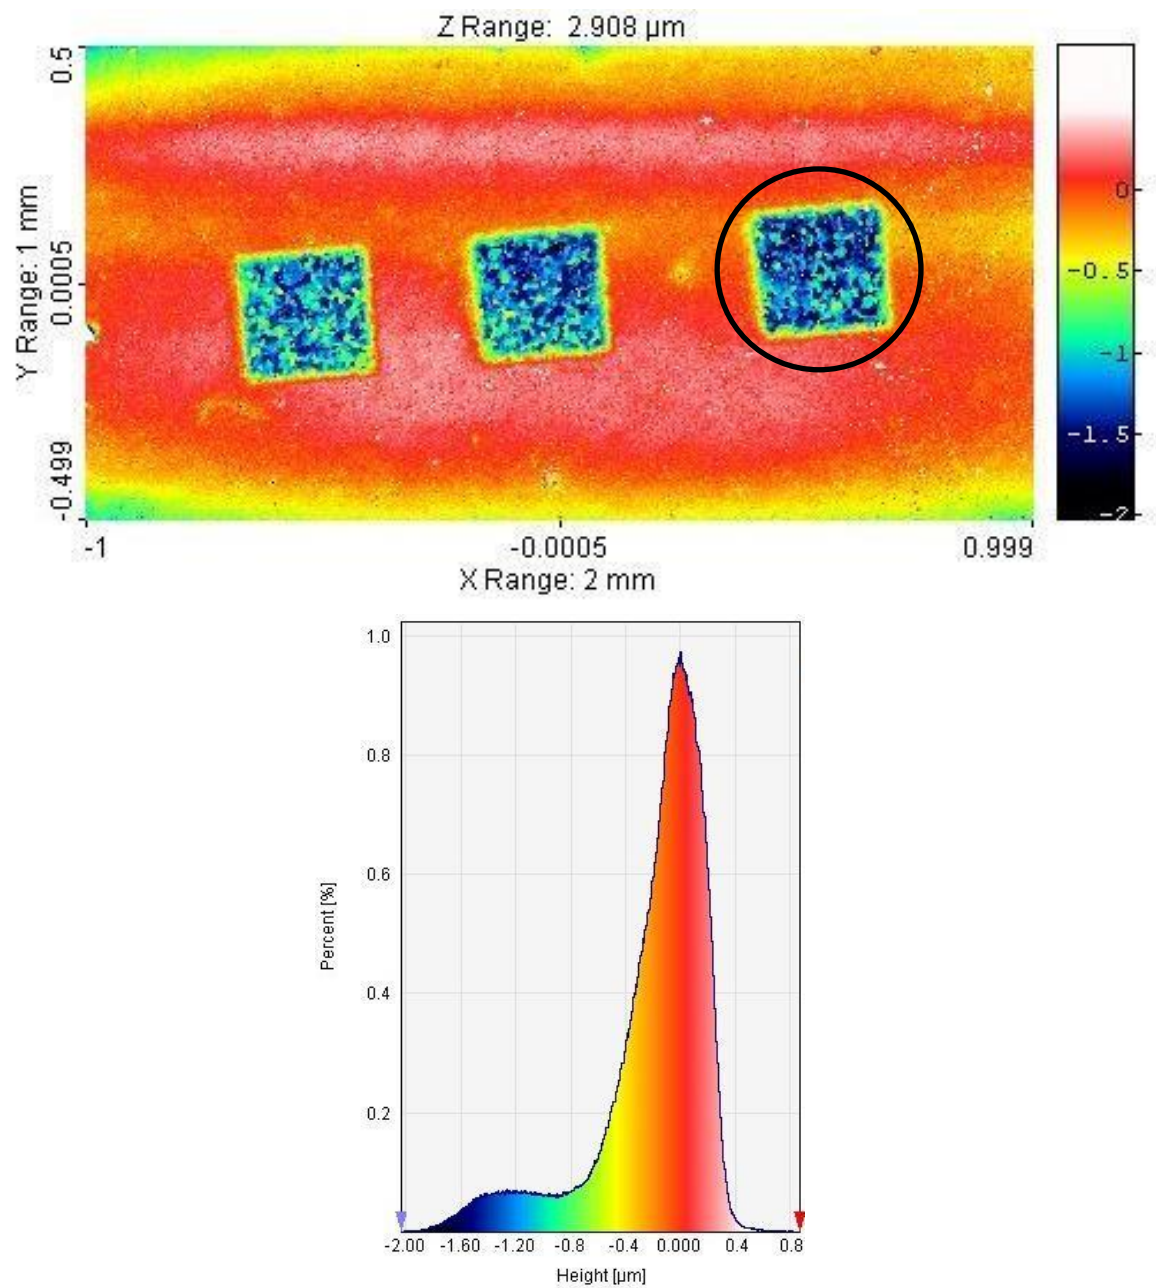 Z Range: 2.908 µm
0.5
0.0005
-0.499
Y Range: 1 mm
0
-0.5
-1
-1.5
-2
-1 -0.0005 0.999
X Range: 2 mm
1.0
0.8
0.6
0.4
0.2
Percent [%]
-2.00 -1.60 -1.20 -0.8 -0.4 0.000 0.4 0.8
Height [µm]